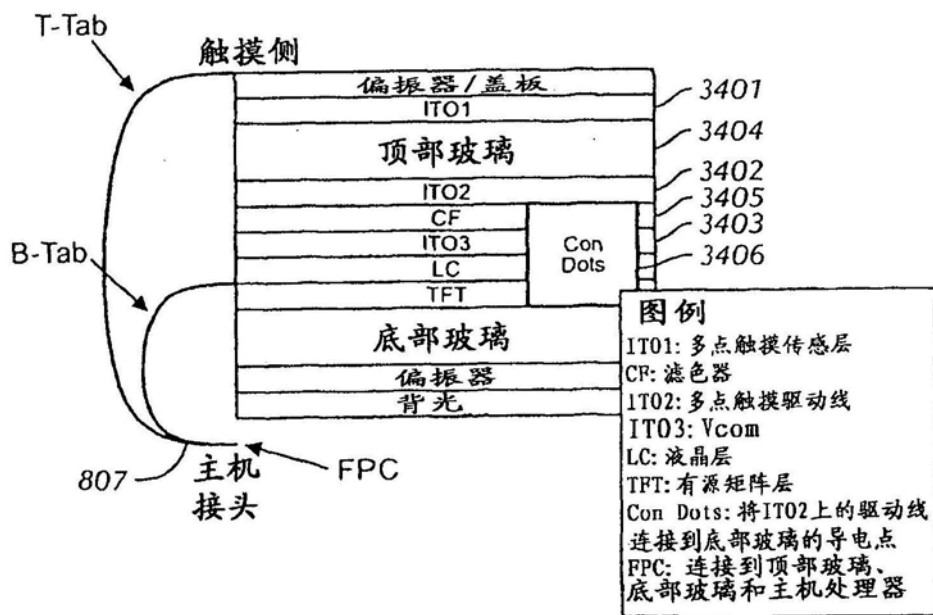 T-Tab
触摸侧
偏振器/盖板
ITO1
3401
顶部玻璃
3404
ITO2
3402
CF
3405
ITO3
3403
Con
Dots
LC
3406
B-Tab
TFT
底部玻璃
偏振器
背光
807
主机
接头
FPC
图例
ITO1: 多点触摸传感层
CF: 滤色器
ITO2: 多点触摸驱动线
ITO3: Vcom
LC: 液晶层
TFT: 有源矩阵层
Con Dots: 将ITO2上的驱动线
连接到底部玻璃的导电点
FPC: 连接到顶部玻璃、
底部玻璃和主机处理器